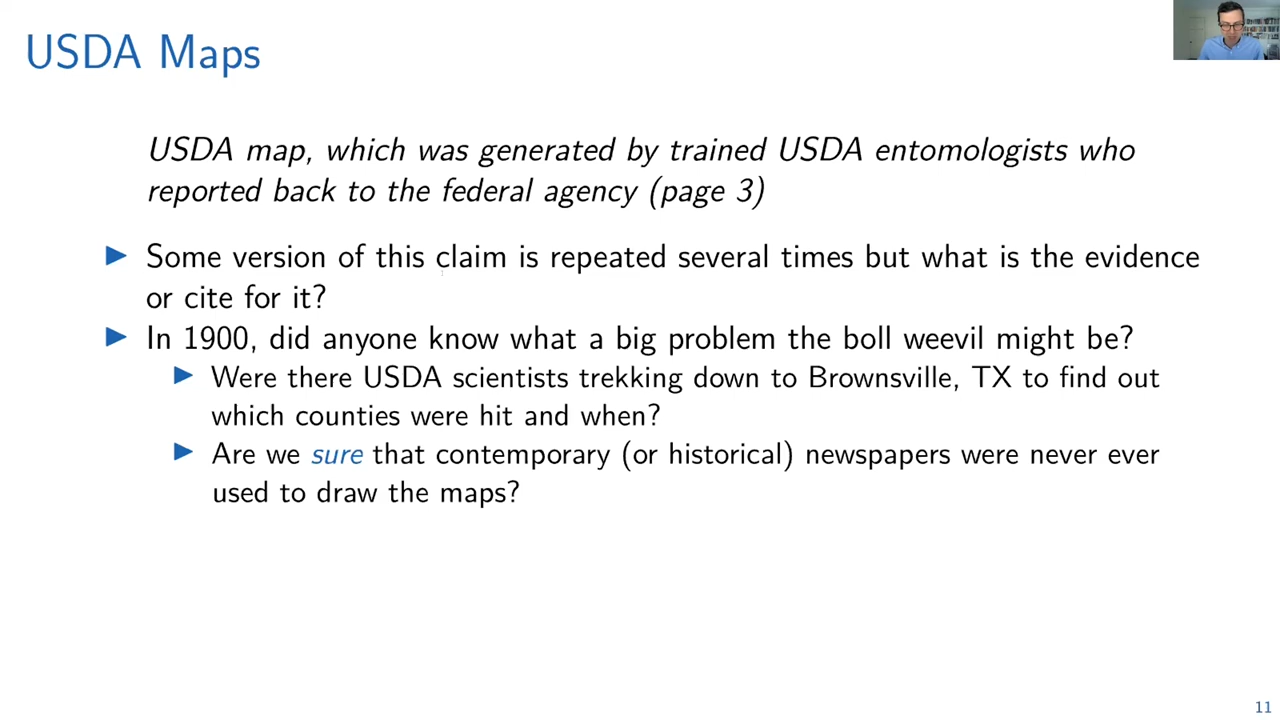 USDA Maps
USDA map, which was generated by trained USDA entomologists who
reported back to the federal agency (page 3)
Some version of this claim is repeated several times but what is the evidence
or cite for it?
In 1900, did anyone know what a big problem the boll weevil might be?
Were there USDA scientists trekking down to Brownsville, TX to find out
which counties were hit and when?
Are we sure that contemporary (or historical) newspapers were never ever
used to draw the maps?
11